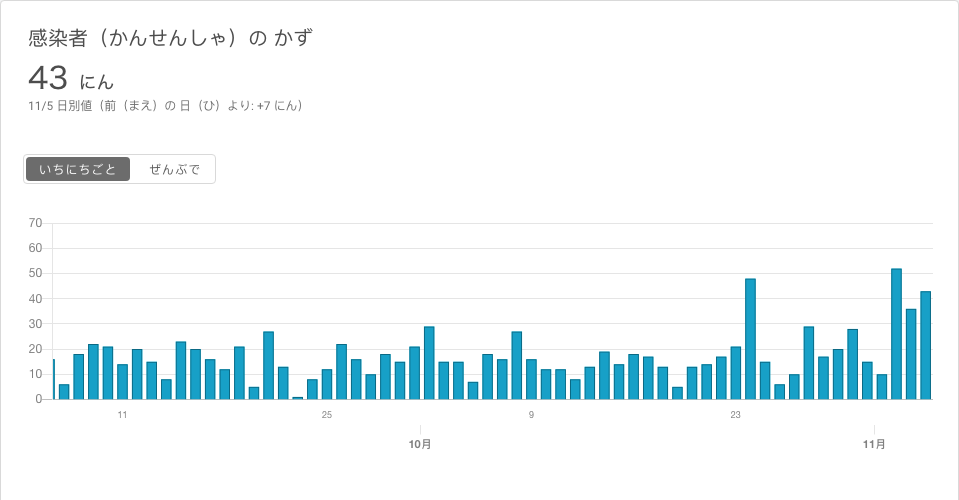 感染者（かんせんしゃ）の かず
43 にん
11/5 日別値（前（まえ）の 日（ひ）より: +7 にん）
いちにちごと ぜんぶで
70
60
50
40
30
20
10
0
11 25 9 23
10月 11月